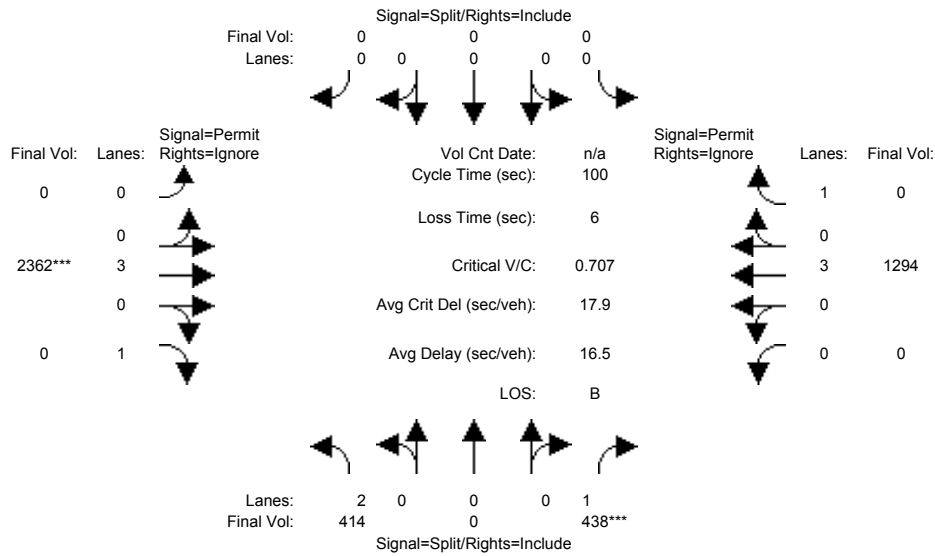 Signal=Split/Rights=Include
Final Vol: 0 0 0
Lanes: 0 0 0 0 0
Signal=Permit Signal=Permit
Final Vol: Lanes: Rights=Ignore Vol Cnt Date: n/a Rights=Ignore Lanes: Final Vol:
Cycle Time (sec): 100
0 0 1 0
Loss Time (sec): 6
0 0
2362*** 3 Critical V/C: 0.707 3 1294
0 Avg Crit Del (sec/veh): 17.9 0
0 1 Avg Delay (sec/veh): 16.5 0 0
LOS: B
Lanes: 2 0 0 0 1
Final Vol: 414 0 438***
Signal=Split/Rights=Include